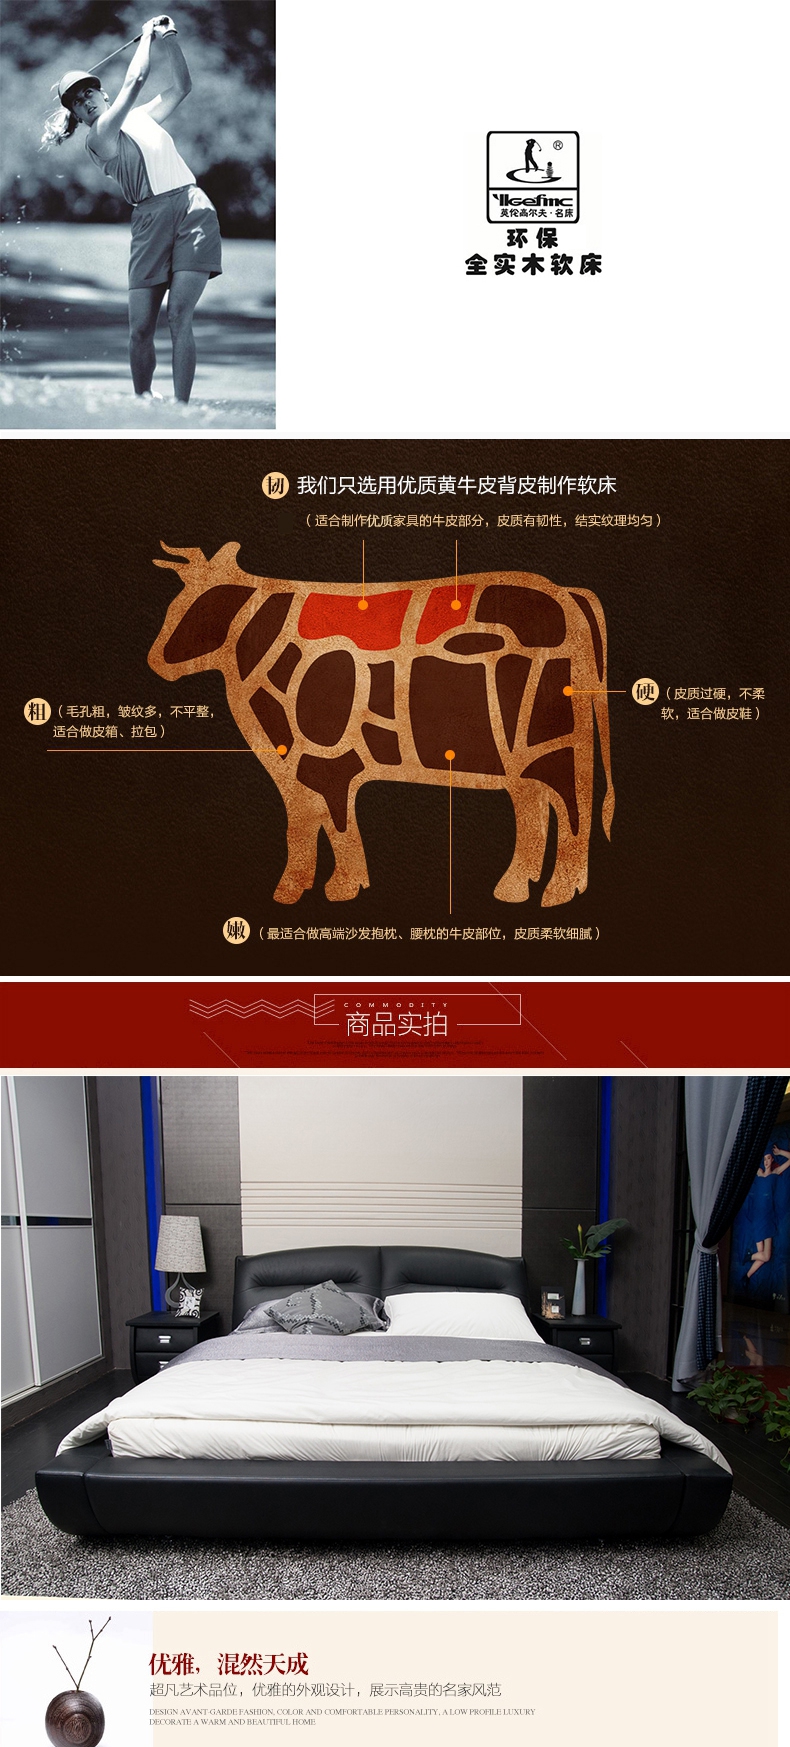 ®
Ylgefinc
英伦高尔夫·名床
环保
全实木软床
韧 我们只选用优质黄牛皮背皮制作软床
(适合制作优质家具的牛皮部分，皮质有韧性，结实纹理均匀)
粗 (毛孔粗，皱纹多，不平整，
适合做皮箱、拉包)
硬 (皮质过硬，不柔
软，适合做皮鞋)
嫩 (最适合做高端沙发抱枕、腰枕的牛皮部位，皮质柔软细腻)
COMMODITY
商品实拍
优雅，混然天成
超凡艺术品位，优雅的外观设计，展示高贵的名家风范
DESIGN AVANT-GARDE FASHION, COLOR AND COMFORTABLE PERSONALITY, A LOW PROFILE LUXURY
DECORATE A WARM AND BEAUTIFUL HOME